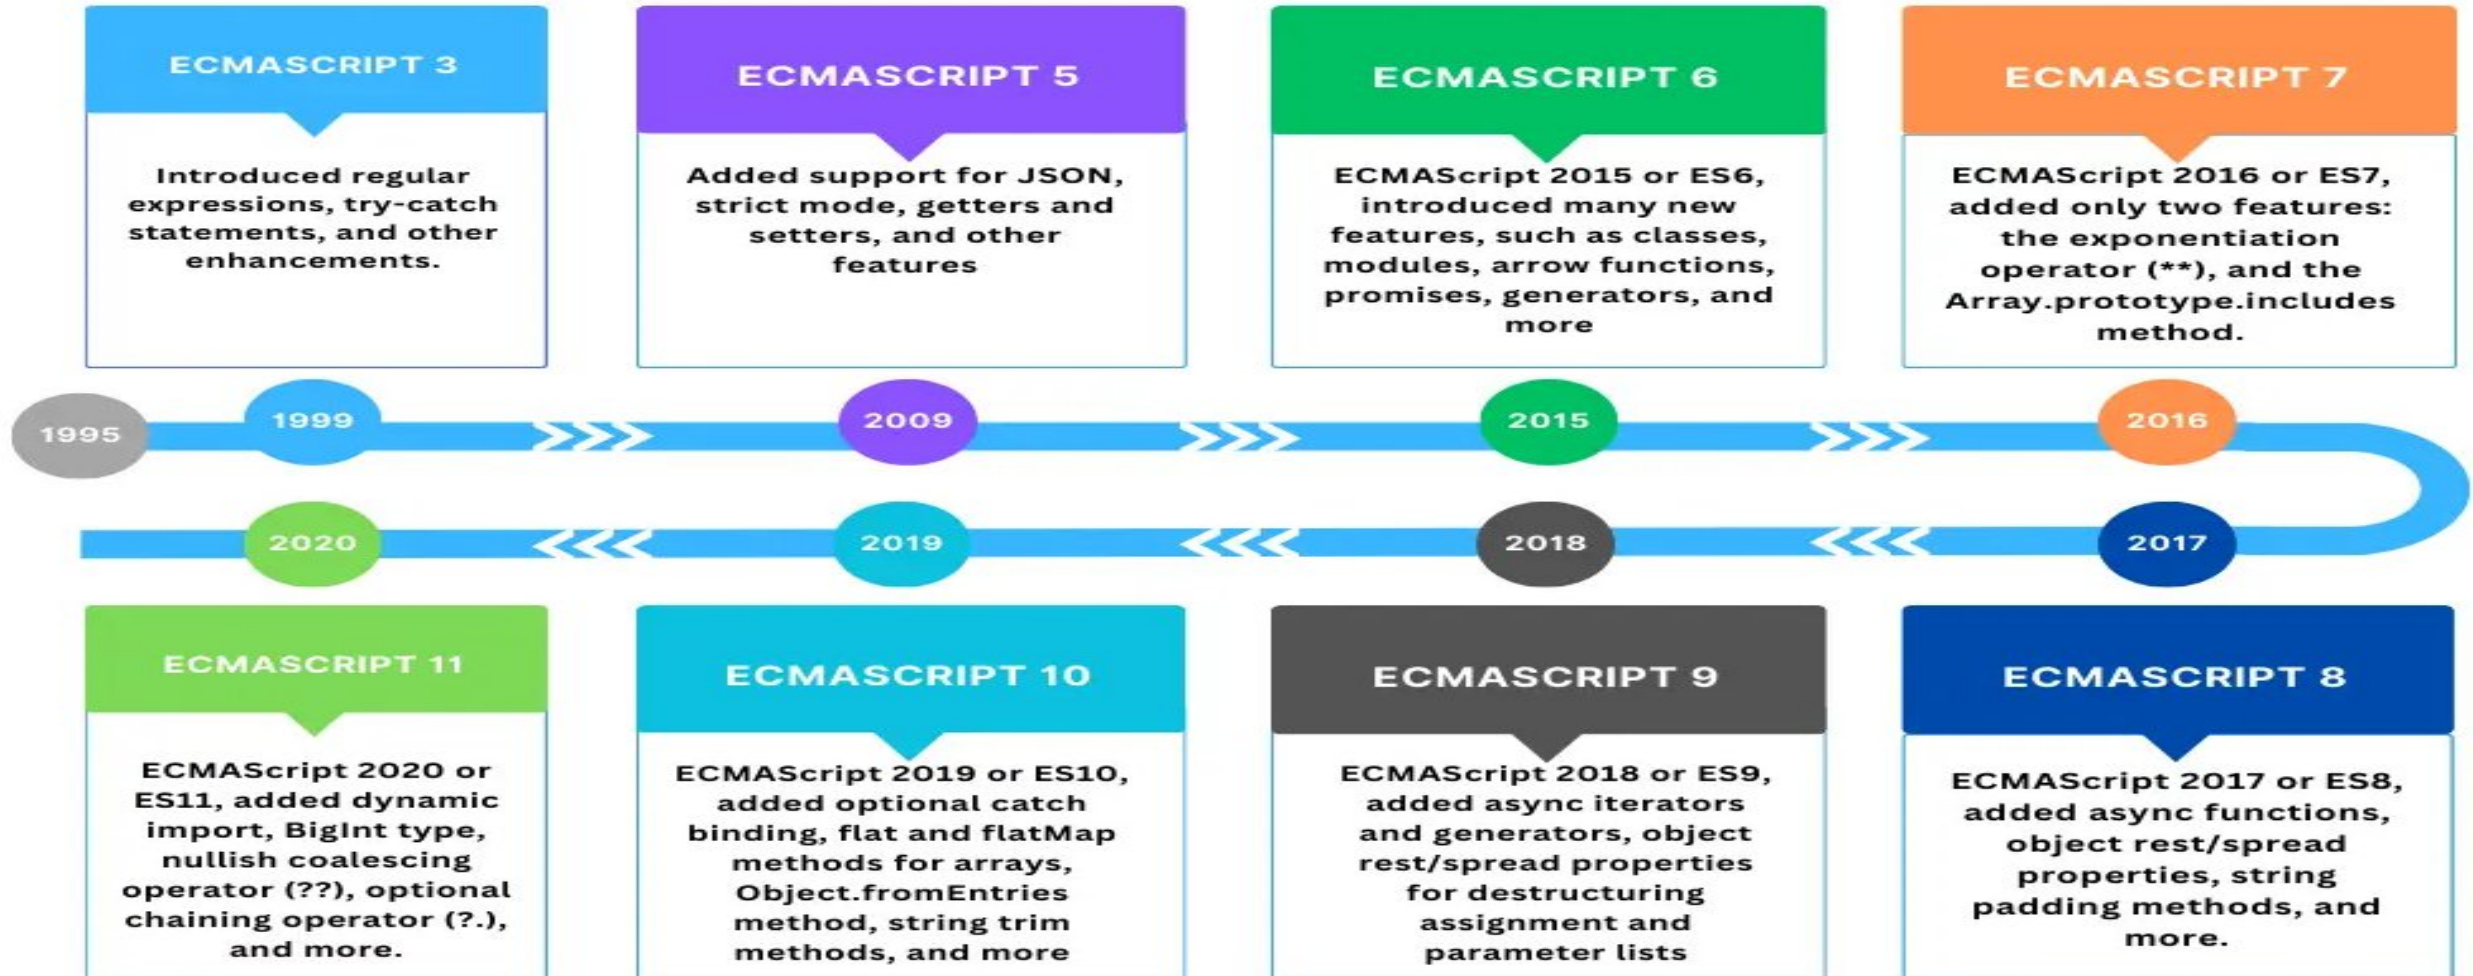 ECMASCRIPT 3
Introduced regular
expressions, try-catch
statements, and other
enhancements.
ECMASCRIPT 5
Added support for JSON,
strict mode, getters and
setters, and other
features
ECMASCRIPT 6
ECMAScript 2015 or ES6,
introduced many new
features, such as classes,
modules, arrow functions,
promises, generators, and
more
ECMASCRIPT 7
ECMAScript 2016 or ES7,
added only two features:
the exponentiation
operator (**), and the
Array.prototype.includes
method.
1995
1999
2009
2015
2016
2020
2019
2018
2017
ECMASCRIPT 11
ECMAScript 2020 or
ES11, added dynamic
import, BigInt type,
nullish coalescing
operator (??), optional
chaining operator (?.),
and more.
ECMASCRIPT 10
ECMAScript 2019 or ES10,
added optional catch
binding, flat and flatMap
methods for arrays,
Object.fromEntries
method, string trim
methods, and more
ECMASCRIPT 9
ECMAScript 2018 or ES9,
added async iterators
and generators, object
rest/spread properties
for destructuring
assignment and
parameter lists
ECMASCRIPT 8
ECMAScript 2017 or ES8,
added async functions,
object rest/spread
properties, string
padding methods, and
more.